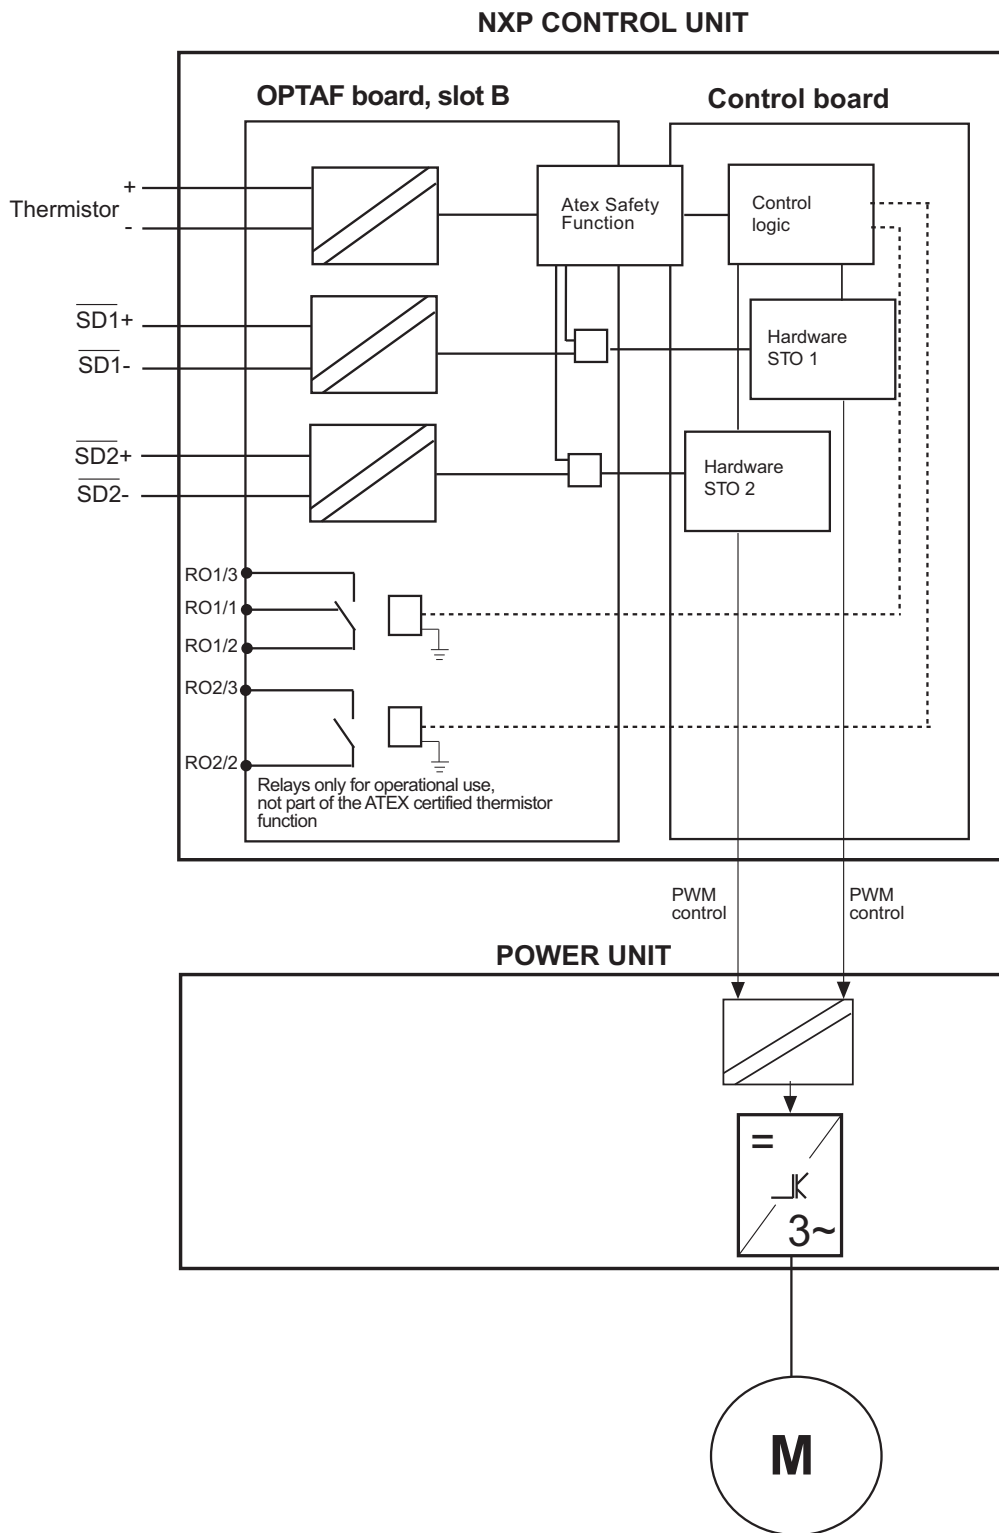 NXP CONTROL UNIT
OPTAF board, slot B
Control board
+
Thermistor
-
Atex Safety
Function
Control
logic
SD1+
SD1-
Hardware
STO 1
SD2+
SD2-
Hardware
STO 2
RO1/3
RO1/1
RO1/2
RO2/3
RO2/2
Relays only for operational use,
not part of the ATEX certified thermistor
function
PWM
control
PWM
control
POWER UNIT
=
3~
M